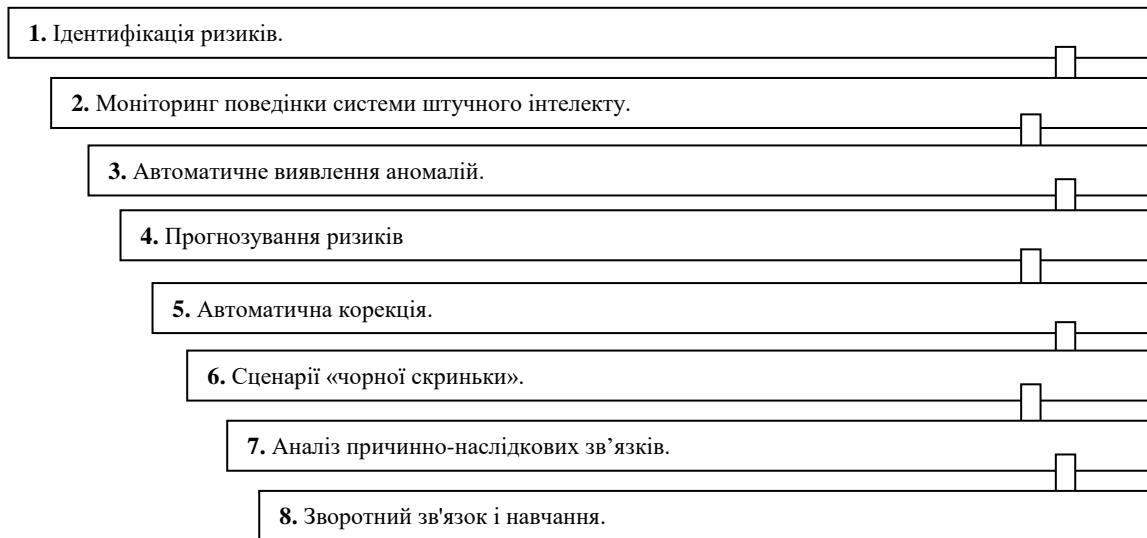 1. Ідентифікація ризиків.
2. Моніторинг поведінки системи штучного інтелекту.
3. Автоматичне виявлення аномалій.
4. Прогнозування ризиків
5. Автоматична корекція.
6. Сценарії «чорної скриньки».
7. Аналіз причинно-наслідкових зв’язків.
8. Зворотний зв'язок і навчання.